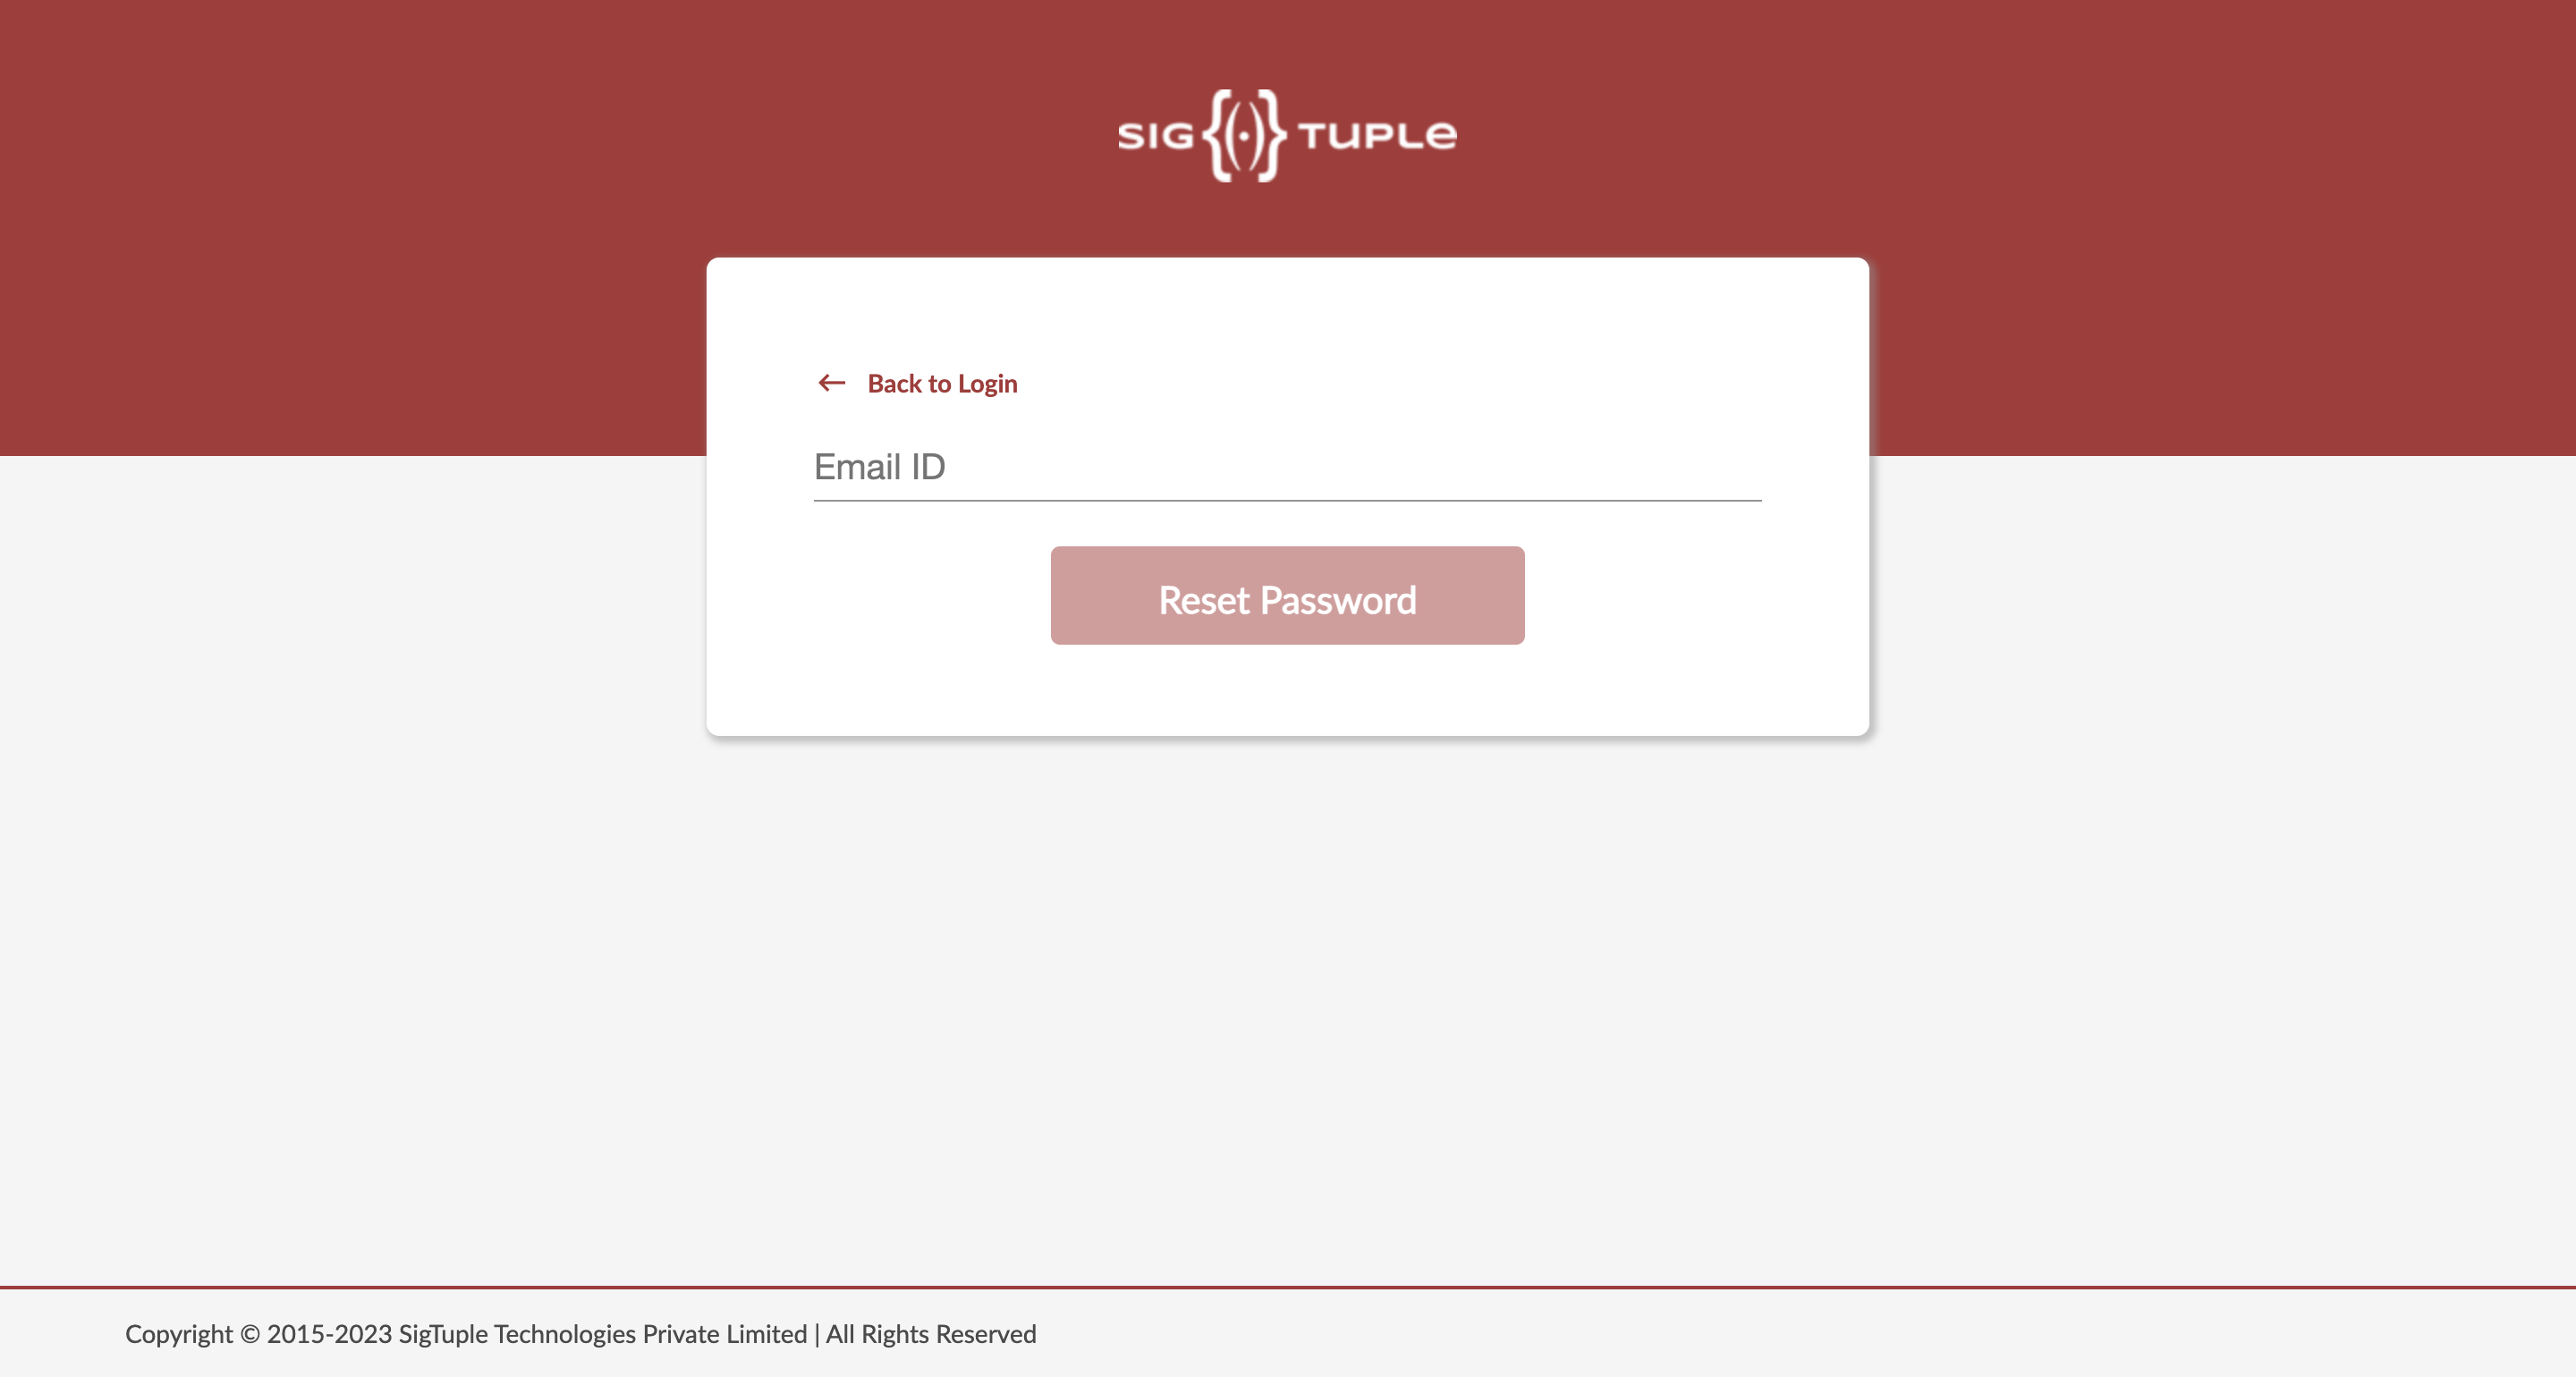 SIG{(·)}TUPLE
← Back to Login
Email ID
Reset Password
Copyright © 2015-2023 SigTuple Technologies Private Limited | All Rights Reserved